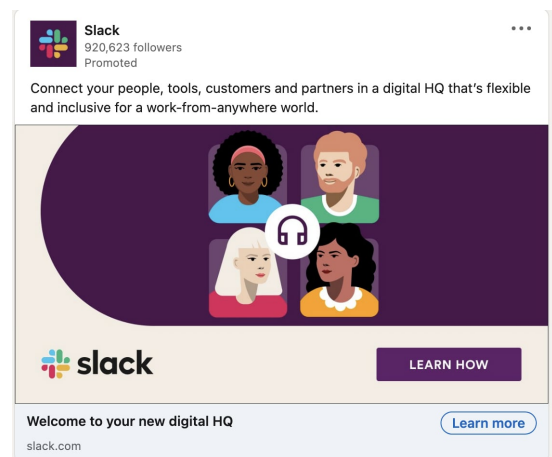 Slack
920,623 followers
Promoted
Connect your people, tools, customers and partners in a digital HQ that's flexible
and inclusive for a work-from-anywhere world.
slack
LEARN HOW
Welcome to your new digital HQ
Learn more
slack.com